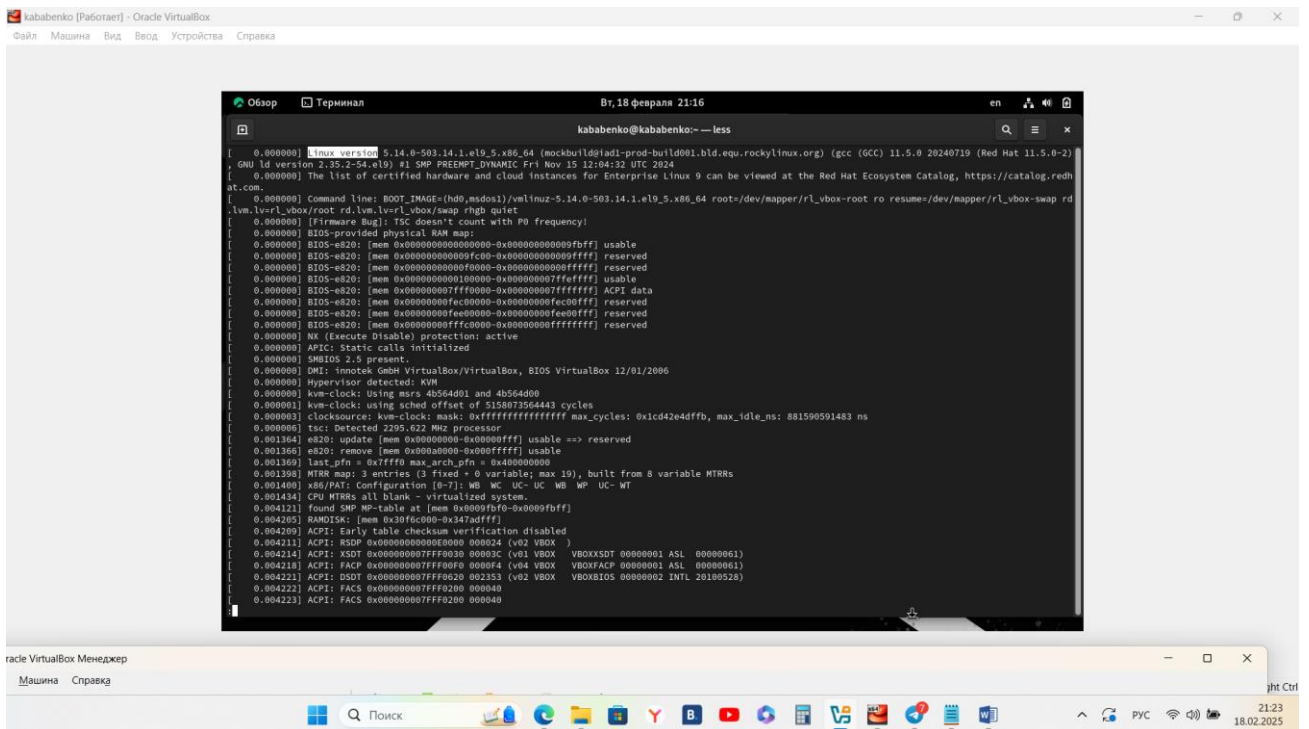 kababenko [Работает] - Oracle VirtualBox
Файл Машина Вид Ввод Устройства Справка
Обзор Терминал Вт, 18 февраля 21:16 en
kababenko@kababenko:~ — less
[ 0.000000] Linux version 5.14.0-503.14.1.el9_5.x86_64 (mockbuild@iad1-prod-build001.bld.equ.rockylinux.org) (gcc (GCC) 11.5.0 20240719 (Red Hat 11.5.0-2)
, GNU ld version 2.35.2-54.el9) #1 SMP PREEMPT_DYNAMIC Fri Nov 15 12:04:32 UTC 2024
[ 0.000000] The list of certified hardware and cloud instances for Enterprise Linux 9 can be viewed at the Red Hat Ecosystem Catalog, https://catalog.redh
at.com.
[ 0.000000] Command line: BOOT_IMAGE=(hd0,msdos1)/vmlinuz-5.14.0-503.14.1.el9_5.x86_64 root=/dev/mapper/rl_vbox-root ro resume=/dev/mapper/rl_vbox-swap rd
.lvm.lv=rl_vbox/root rd.lvm.lv=rl_vbox/swap rhgb quiet
[ 0.000000] [Firmware Bug]: TSC doesn't count with P0 frequency!
[ 0.000000] BIOS-provided physical RAM map:
[ 0.000000] BIOS-e820: [mem 0x0000000000000000-0x000000000009fbff] usable
[ 0.000000] BIOS-e820: [mem 0x000000000009fc00-0x000000000009ffff] reserved
[ 0.000000] BIOS-e820: [mem 0x00000000000f0000-0x00000000000fffff] reserved
[ 0.000000] BIOS-e820: [mem 0x0000000000100000-0x000000007ffeffff] usable
[ 0.000000] BIOS-e820: [mem 0x000000007fff0000-0x000000007fffffff] ACPI data
[ 0.000000] BIOS-e820: [mem 0x00000000fec00000-0x00000000fec00fff] reserved
[ 0.000000] BIOS-e820: [mem 0x00000000fee00000-0x00000000fee00fff] reserved
[ 0.000000] BIOS-e820: [mem 0x00000000fffc0000-0x00000000ffffffff] reserved
[ 0.000000] NX (Execute Disable) protection: active
[ 0.000000] APIC: Static calls initialized
[ 0.000000] SMBIOS 2.5 present.
[ 0.000000] DMI: innotek GmbH VirtualBox/VirtualBox, BIOS VirtualBox 12/01/2006
[ 0.000000] Hypervisor detected: KVM
[ 0.000000] kvm-clock: Using msrs 4b564d01 and 4b564d00
[ 0.000001] kvm-clock: using sched offset of 5158073564443 cycles
[ 0.000003] clocksource: kvm-clock: mask: 0xffffffffffffffff max_cycles: 0x1cd42e4dffb, max_idle_ns: 881590591483 ns
[ 0.000006] tsc: Detected 2295.622 MHz processor
[ 0.001364] e820: update [mem 0x00000000-0x00000fff] usable ==> reserved
[ 0.001366] e820: remove [mem 0x000a0000-0x000fffff] usable
[ 0.001369] last_pfn = 0x7fff0 max_arch_pfn = 0x400000000
[ 0.001398] MTRR map: 3 entries (3 fixed + 0 variable; max 19), built from 8 variable MTRRs
[ 0.001400] x86/PAT: Configuration [0-7]: WB WC UC- UC WB WP UC- WT
[ 0.001434] CPU MTRRs all blank - virtualized system.
[ 0.004121] found SMP MP-table at [mem 0x0009fbf0-0x0009fbff]
[ 0.004205] RAMDISK: [mem 0x30f6c000-0x347adfff]
[ 0.004209] ACPI: Early table checksum verification disabled
[ 0.004211] ACPI: RSDP 0x00000000000E0000 000024 (v02 VBOX )
[ 0.004214] ACPI: XSDT 0x000000007FFF0030 00003C (v01 VBOX VBOXXSDT 00000001 ASL 00000061)
[ 0.004218] ACPI: FACP 0x000000007FFF00F0 0000F4 (v04 VBOX VBOXFACP 00000001 ASL 00000061)
[ 0.004221] ACPI: DSDT 0x000000007FFF0620 002353 (v02 VBOX VBOXBIOS 00000002 INTL 20100528)
[ 0.004222] ACPI: FACS 0x000000007FFF0200 000040
[ 0.004223] ACPI: FACS 0x000000007FFF0200 000040
:
racle VirtualBox Менеджер
Машина Справка
ght Ctrl
Поиск
РУС
21:23
18.02.2025